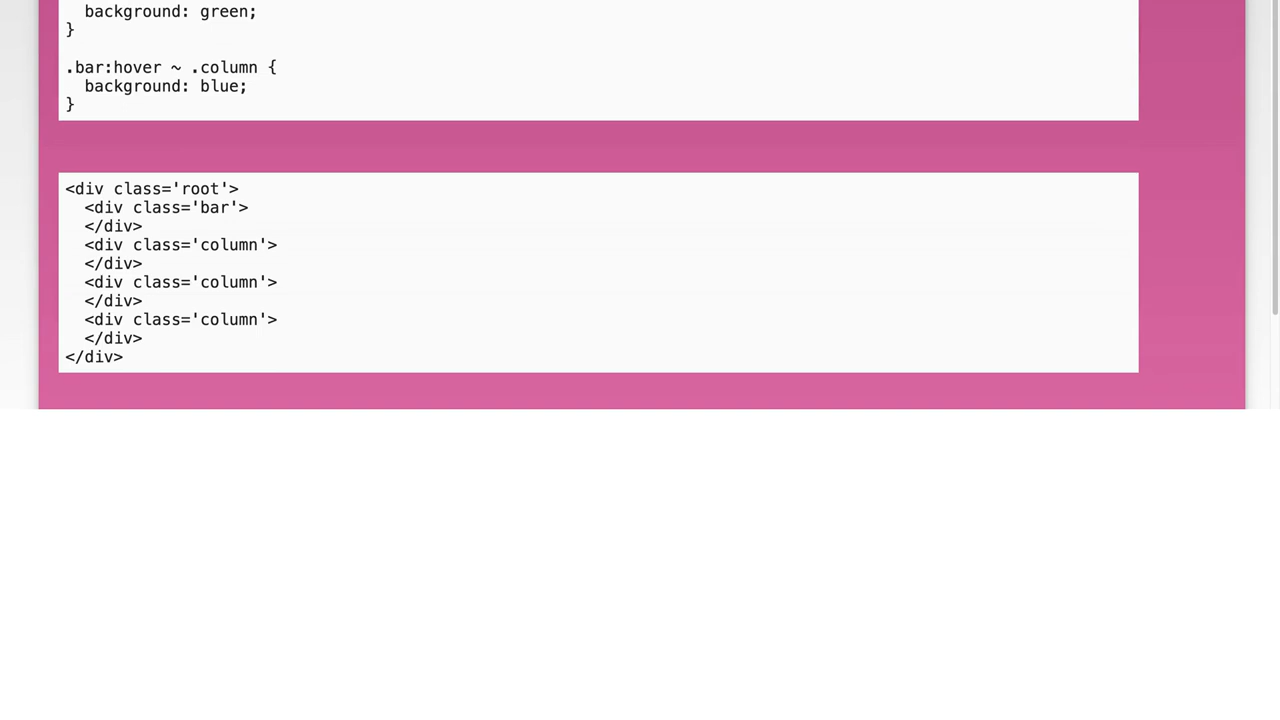 background: green;
}
.bar:hover ~ .column {
background: blue;
}
<div class='root'>
<div class='bar'>
</div>
<div class='column'>
</div>
<div class='column'>
</div>
<div class='column'>
</div>
</div>